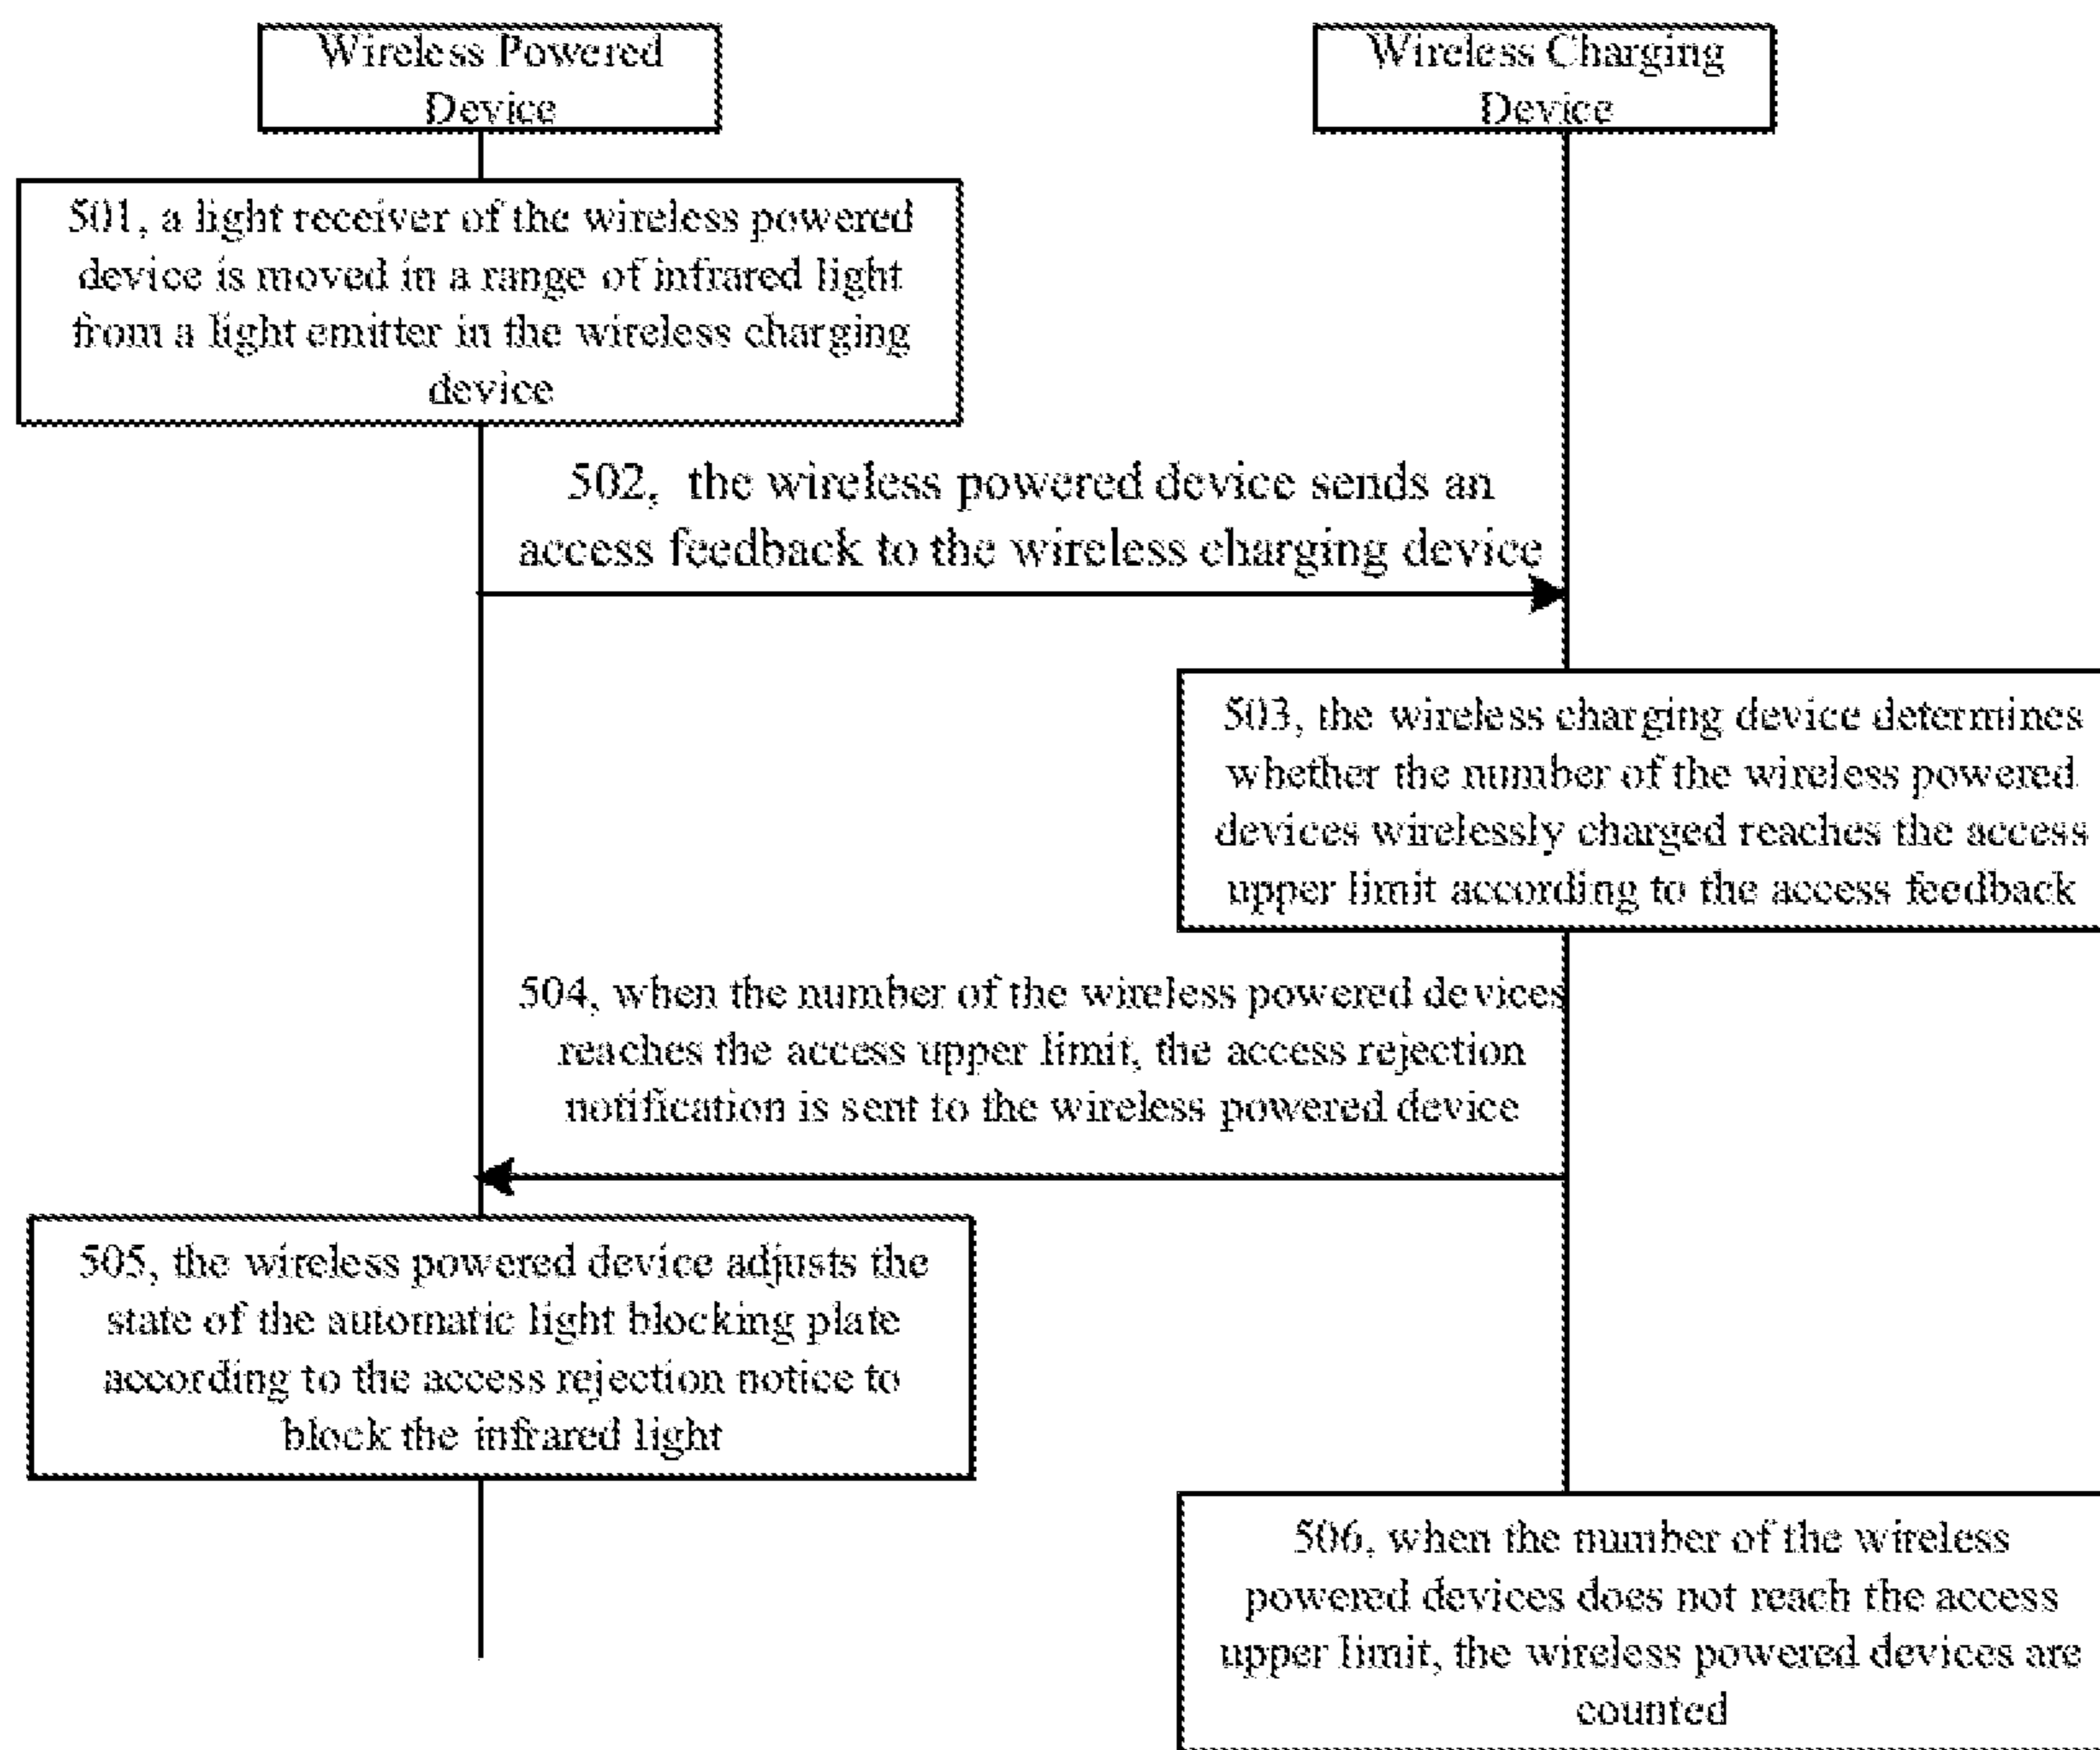 Wireless Powered
Device
Wireless Charging
Device
501, a light receiver of the wireless powered
device is moved in a range of infrared light
from a light emitter in the wireless charging
device
502, the wireless powered device sends an
access feedback to the wireless charging device
503, the wireless charging device determines
whether the number of the wireless powered
devices wirelessly charged reaches the access
upper limit according to the access feedback
504, when the number of the wireless powered devices
reaches the access upper limit, the access rejection
notification is sent to the wireless powered device
505, the wireless powered device adjusts the
state of the automatic light blocking plate
according to the access rejection notice to
block the infrared light
506, when the number of the wireless
powered devices does not reach the access
upper limit, the wireless powered devices are
counted